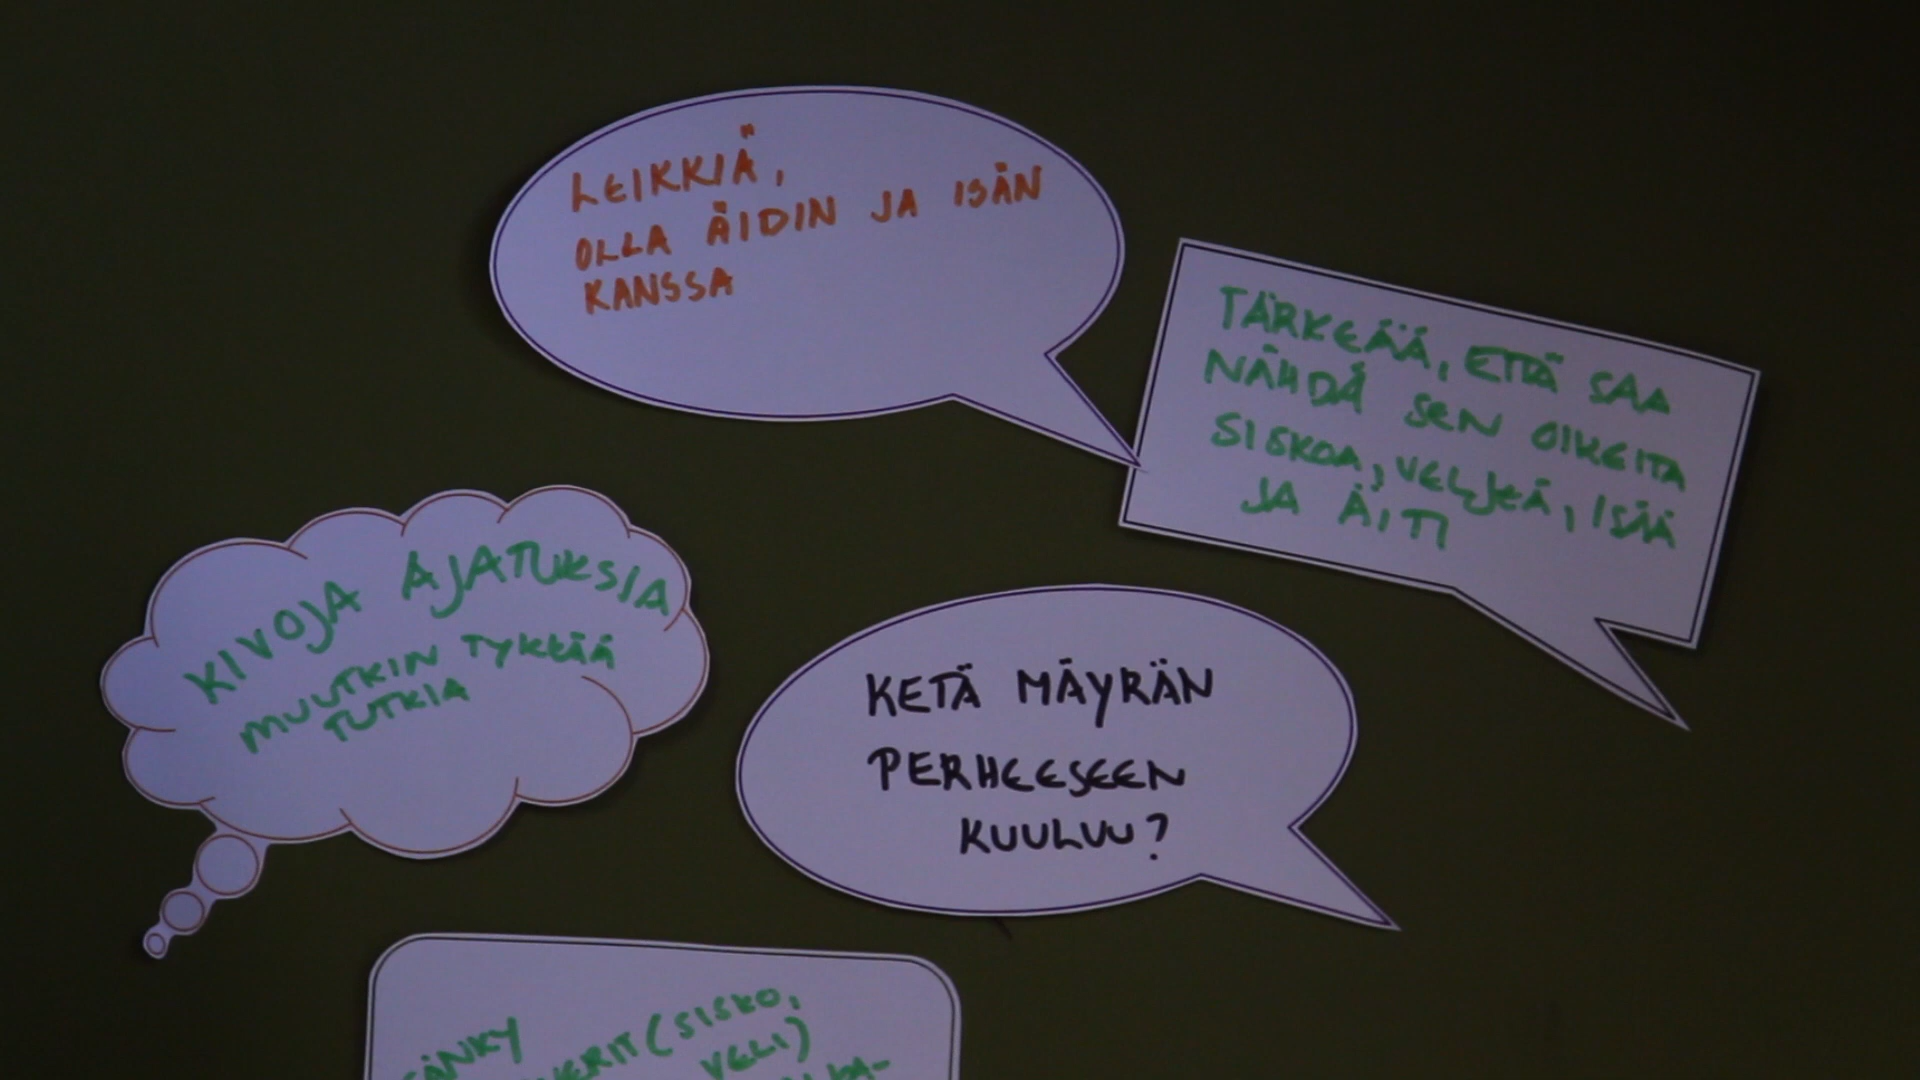 LEIKKIÄ,
OLLA ÄIDIN JA ISÄN
KANSSA
TÄRKEÄÄ, ETTÄ SAA
NÄHDÄ SEN OIKEITA
SISKOA, VELJEÄ, ISÄÄ
JA ÄITI
KIVOJA AJATUKSIA
MUUTKIN TYKKÄÄ
TUTKIA
KETÄ MÄYRÄN
PERHEESEEN
KUULUU?
SÄNKY
(SISKO,
VELI)